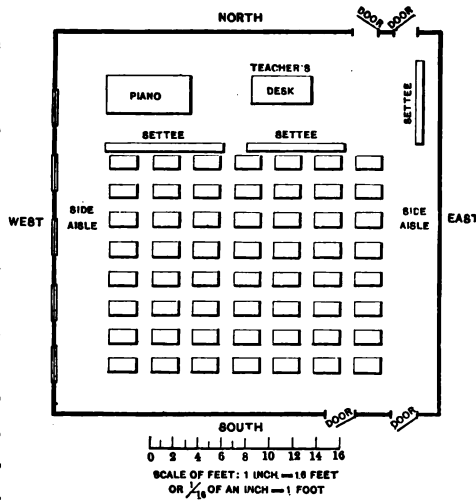 NORTH
DOOR DOOR
TEACHER'S
DESK
PIANO
SETTEE
SETTEE SETTEE
WEST
SIDE
AISLE
SIDE
AISLE
EAST
SOUTH
DOOR DOOR
0 2 4 6 8 10 12 14 16
SCALE OF FEET: 1 INCH = 16 FEET
OR 1/16 OF AN INCH = 1 FOOT